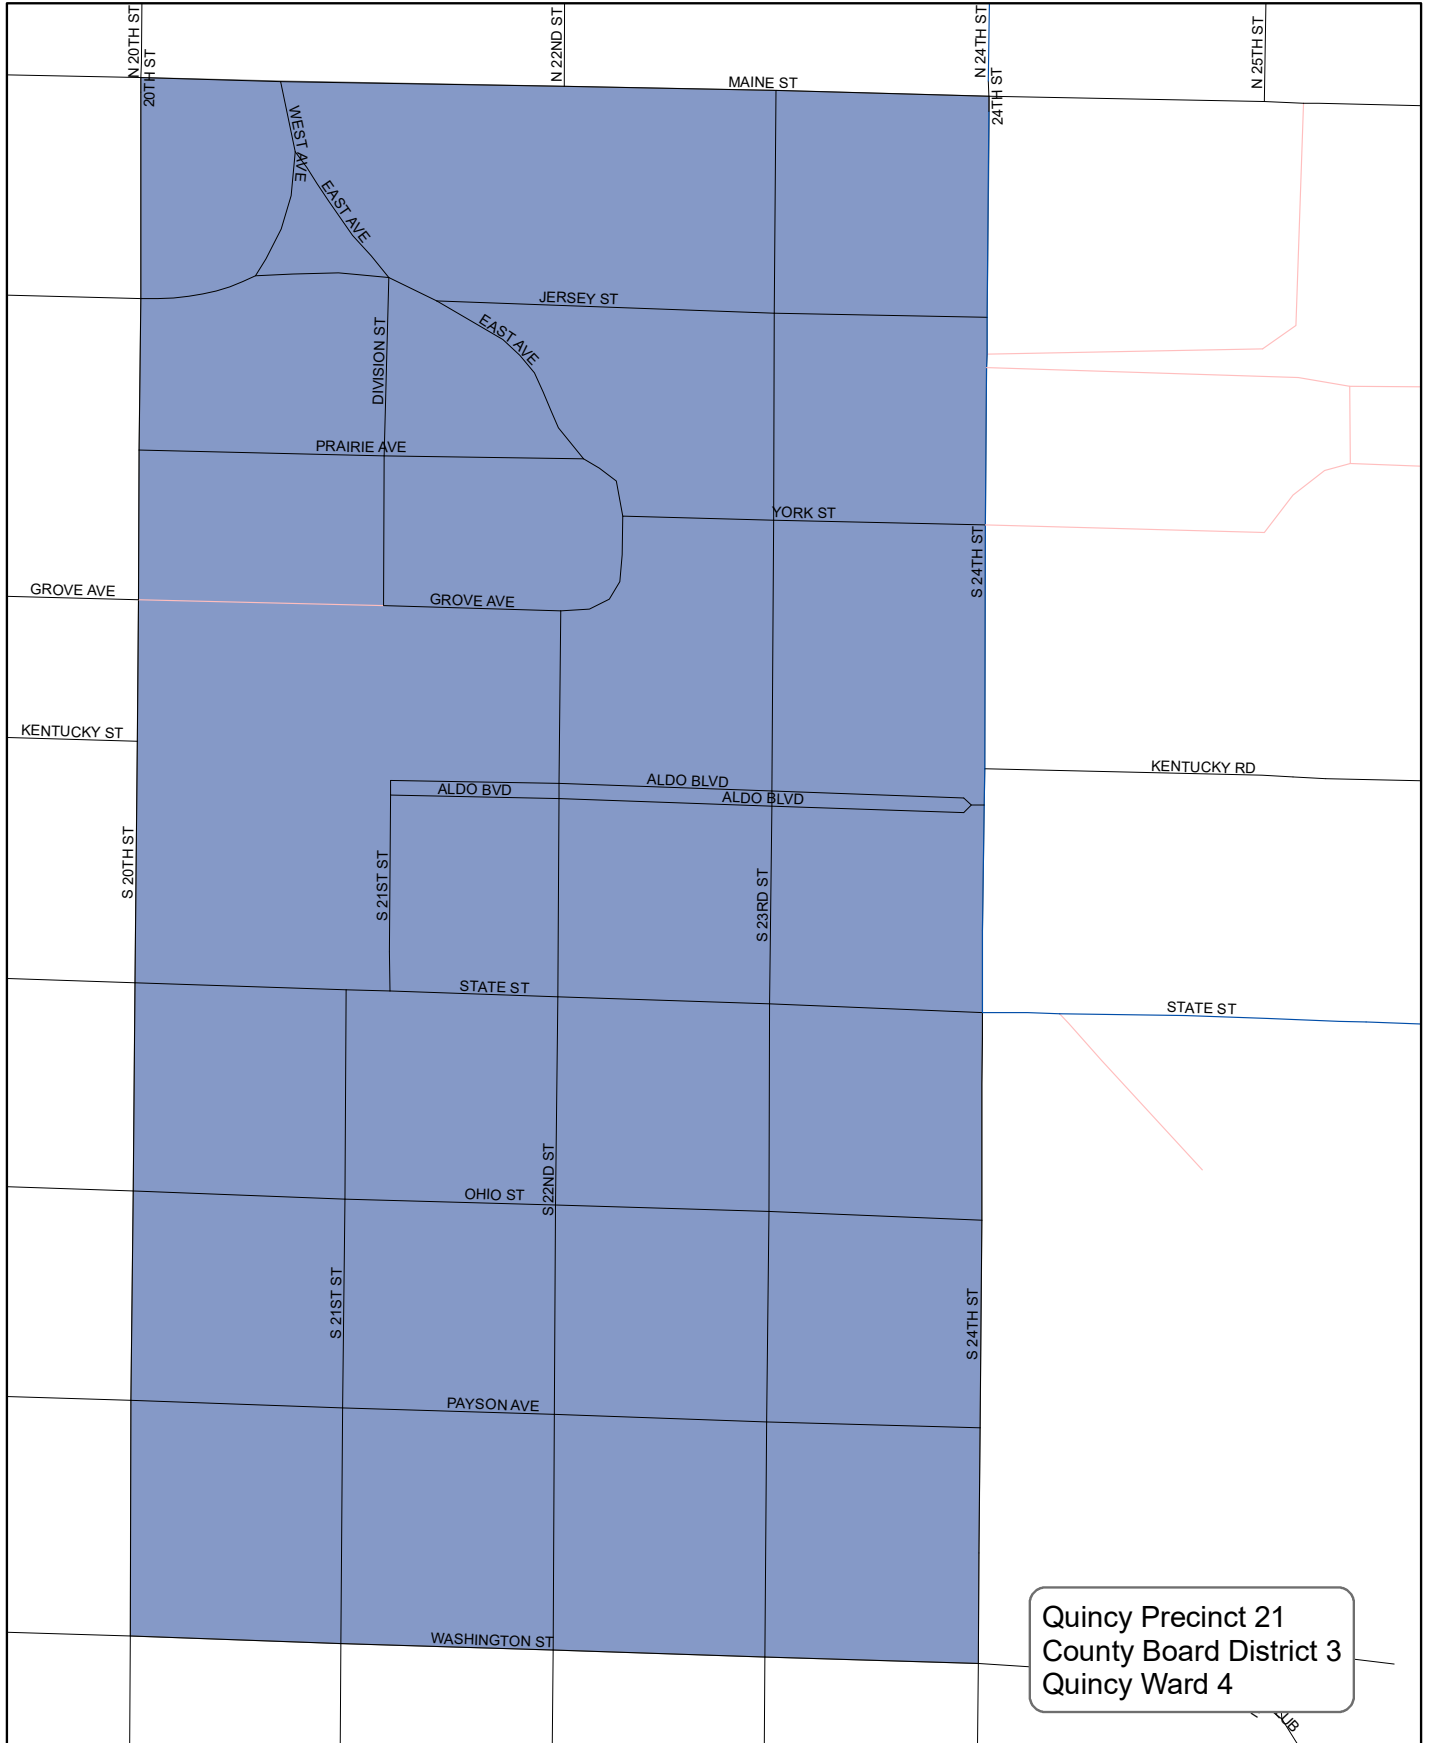 N 20TH ST
20TH ST
N 22ND ST
N 24TH ST
24TH ST
N 25TH ST
MAINE ST
WEST AVE
EAST AVE
JERSEY ST
EAST AVE
DIVISION ST
PRAIRIE AVE
YORK ST
S 24TH ST
GROVE AVE
GROVE AVE
KENTUCKY ST
KENTUCKY RD
ALDO BLVD
ALDO BVD
ALDO BLVD
S 20TH ST
S 21ST ST
S 23RD ST
STATE ST
STATE ST
S 22ND ST
OHIO ST
S 21ST ST
S 24TH ST
PAYSON AVE
WASHINGTON ST
Quincy Precinct 21
County Board District 3
Quincy Ward 4